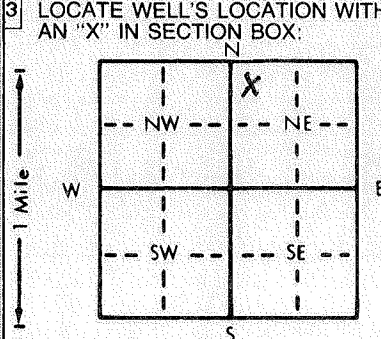 3 LOCATE WELL'S LOCATION WITH
AN "X" IN SECTION BOX:
N
X
NW NE
1 Mile
W E
SW SE
S